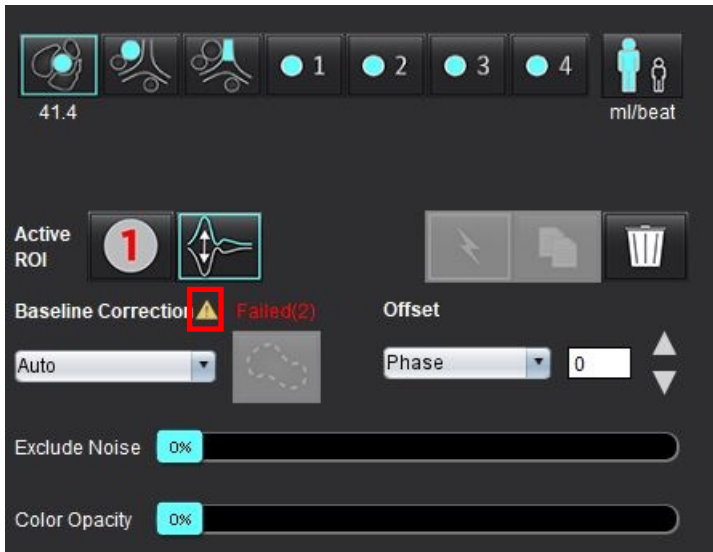 1 2 3 4
41.4 ml/beat
Active
ROI
1
Baseline Correction Failed(2) Offset
Auto Phase 0
Exclude Noise 0%
Color Opacity 0%